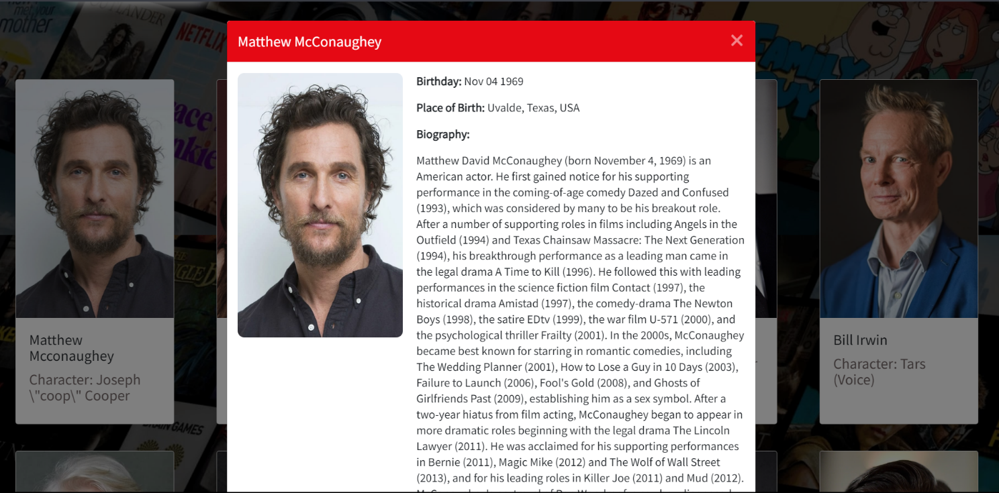 met your
mother
OUTLANDER
NETFLIX
FAMILY
GUY
Matthew McConaughey
×
Birthday: Nov 04 1969
Place of Birth: Uvalde, Texas, USA
Biography:
Matthew David McConaughey (born November 4, 1969) is an
American actor. He first gained notice for his supporting
performance in the coming-of-age comedy Dazed and Confused
(1993), which was considered by many to be his breakout role.
After a number of supporting roles in films including Angels in the
Outfield (1994) and Texas Chainsaw Massacre: The Next Generation
(1994), his breakthrough performance as a leading man came in
the legal drama A Time to Kill (1996). He followed this with leading
performances in the science fiction film Contact (1997), the
historical drama Amistad (1997), the comedy-drama The Newton
Boys (1998), the satire EDtv (1999), the war film U-571 (2000), and
the psychological thriller Frailty (2001). In the 2000s, McConaughey
became best known for starring in romantic comedies, including
The Wedding Planner (2001), How to Lose a Guy in 10 Days (2003),
Failure to Launch (2006), Fool's Gold (2008), and Ghosts of
Girlfriends Past (2009), establishing him as a sex symbol. After a
two-year hiatus from film acting, McConaughey began to appear in
more dramatic roles beginning with the legal drama The Lincoln
Lawyer (2011). He was acclaimed for his supporting performances
in Bernie (2011), Magic Mike (2012) and The Wolf of Wall Street
(2013), and for his leading roles in Killer Joe (2011) and Mud (2012).
Matthew
Mcconaughey
Character: Joseph
\"coop\" Cooper
Bill Irwin
Character: Tars
(Voice)
BRAIN GAMES